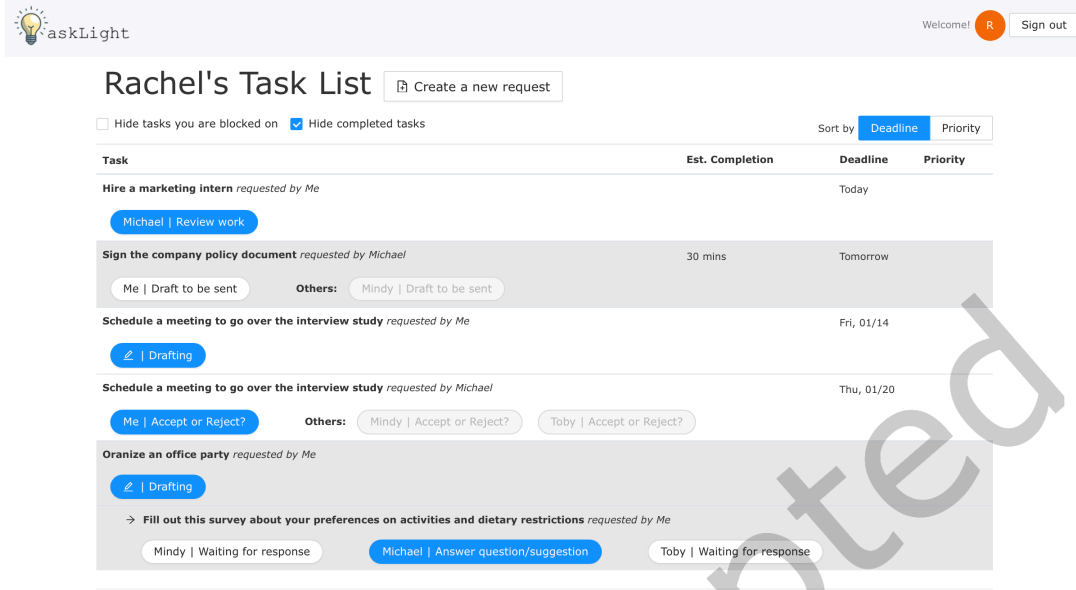 askLight
Welcome! R Sign out
Rachel's Task List Create a new request
Hide tasks you are blocked on Hide completed tasks
Sort by Deadline Priority
Task Est. Completion Deadline Priority
Hire a marketing intern requested by Me Today
Michael | Review work
Sign the company policy document requested by Michael 30 mins Tomorrow
Me | Draft to be sent Others: Mindy | Draft to be sent
Schedule a meeting to go over the interview study requested by Me Fri, 01/14
| Drafting
Schedule a meeting to go over the interview study requested by Michael Thu, 01/20
Me | Accept or Reject? Others: Mindy | Accept or Reject? Toby | Accept or Reject?
Oranize an office party requested by Me
| Drafting
→ Fill out this survey about your preferences on activities and dietary restrictions requested by Me
Mindy | Waiting for response Michael | Answer question/suggestion Toby | Waiting for response
pted